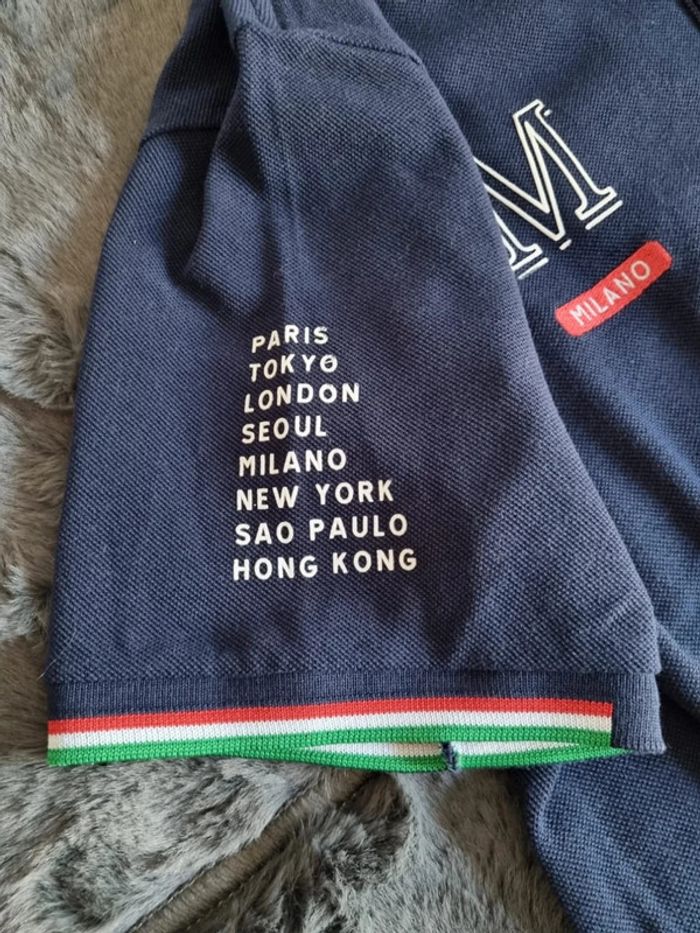 M
MILANO
PARIS
TOKYO
LONDON
SEOUL
MILANO
NEW YORK
SAO PAULO
HONG KONG